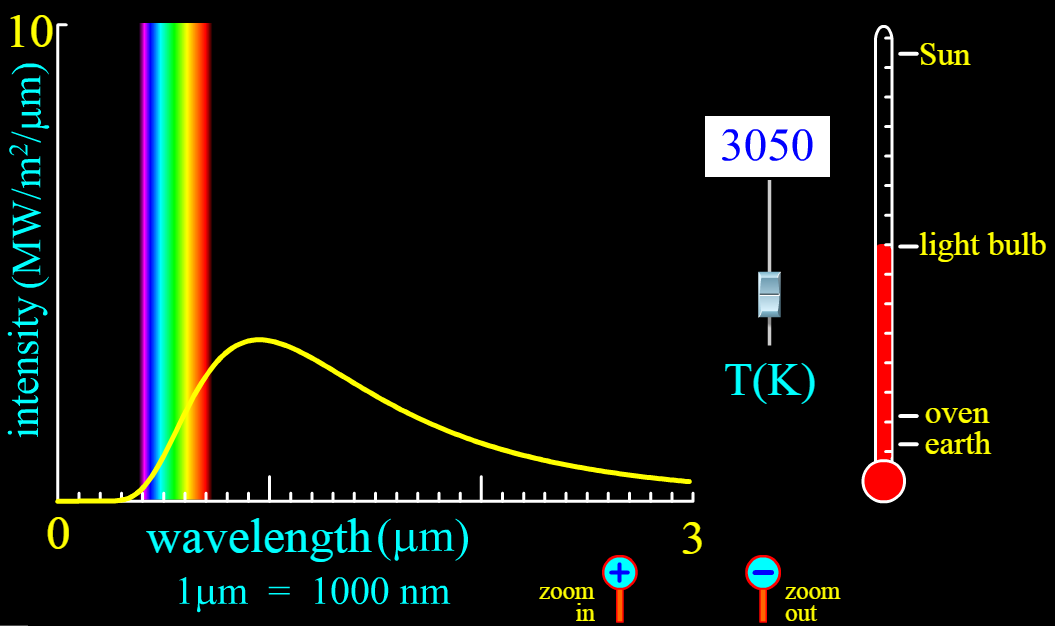 10
intensity (MW/m²/μm)
0
wavelength (μm)
3
1μm = 1000 nm
3050
T(K)
Sun
light bulb
oven
earth
+
zoom
in
−
zoom
out